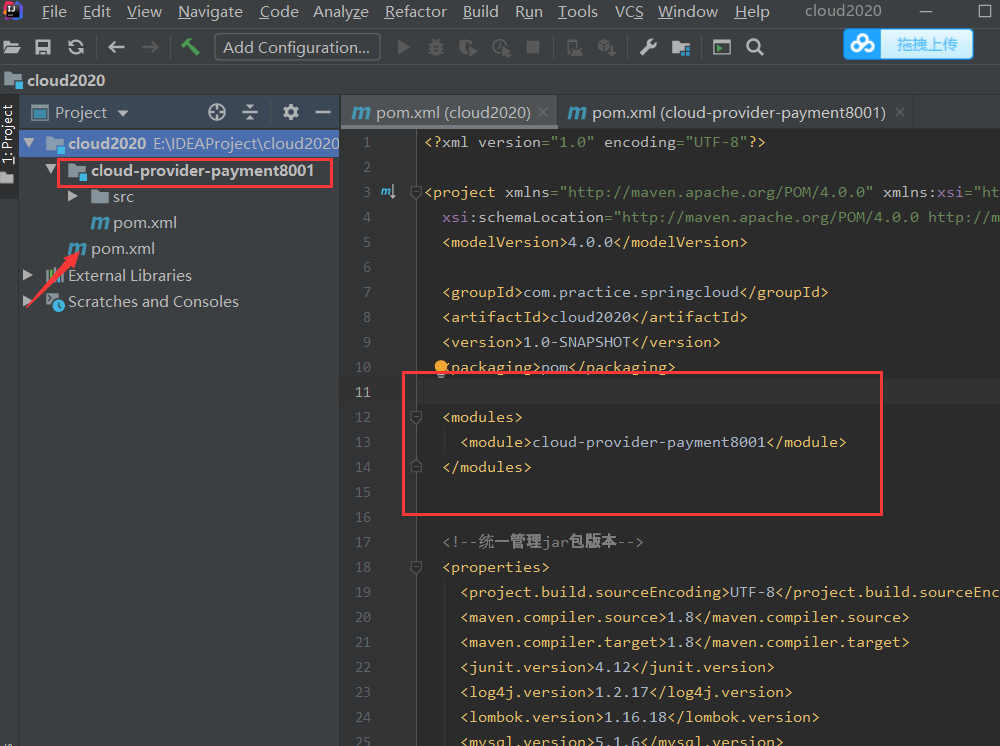 File Edit View Navigate Code Analyze Refactor Build Run Tools VCS Window Help cloud2020
Add Configuration...
拖拽上传
cloud2020
1: Project
Project
pom.xml (cloud2020)
pom.xml (cloud-provider-payment8001)
cloud2020 E:\IDEAProject\cloud2020
cloud-provider-payment8001
src
pom.xml
pom.xml
External Libraries
Scratches and Consoles
1 <?xml version="1.0" encoding="UTF-8"?>
2
3 <project xmlns="http://maven.apache.org/POM/4.0.0" xmlns:xsi="ht
4 xsi:schemaLocation="http://maven.apache.org/POM/4.0.0 http://m
5 <modelVersion>4.0.0</modelVersion>
6
7 <groupId>com.practice.springcloud</groupId>
8 <artifactId>cloud2020</artifactId>
9 <version>1.0-SNAPSHOT</version>
10 <packaging>pom</packaging>
11
12 <modules>
13 <module>cloud-provider-payment8001</module>
14 </modules>
15
16
17 <!--统一管理jar包版本-->
18 <properties>
19 <project.build.sourceEncoding>UTF-8</project.build.sourceEnc
20 <maven.compiler.source>1.8</maven.compiler.source>
21 <maven.compiler.target>1.8</maven.compiler.target>
22 <junit.version>4.12</junit.version>
23 <log4j.version>1.2.17</log4j.version>
24 <lombok.version>1.16.18</lombok.version>
25 <mysql.version>5.1.6</mysql.version>